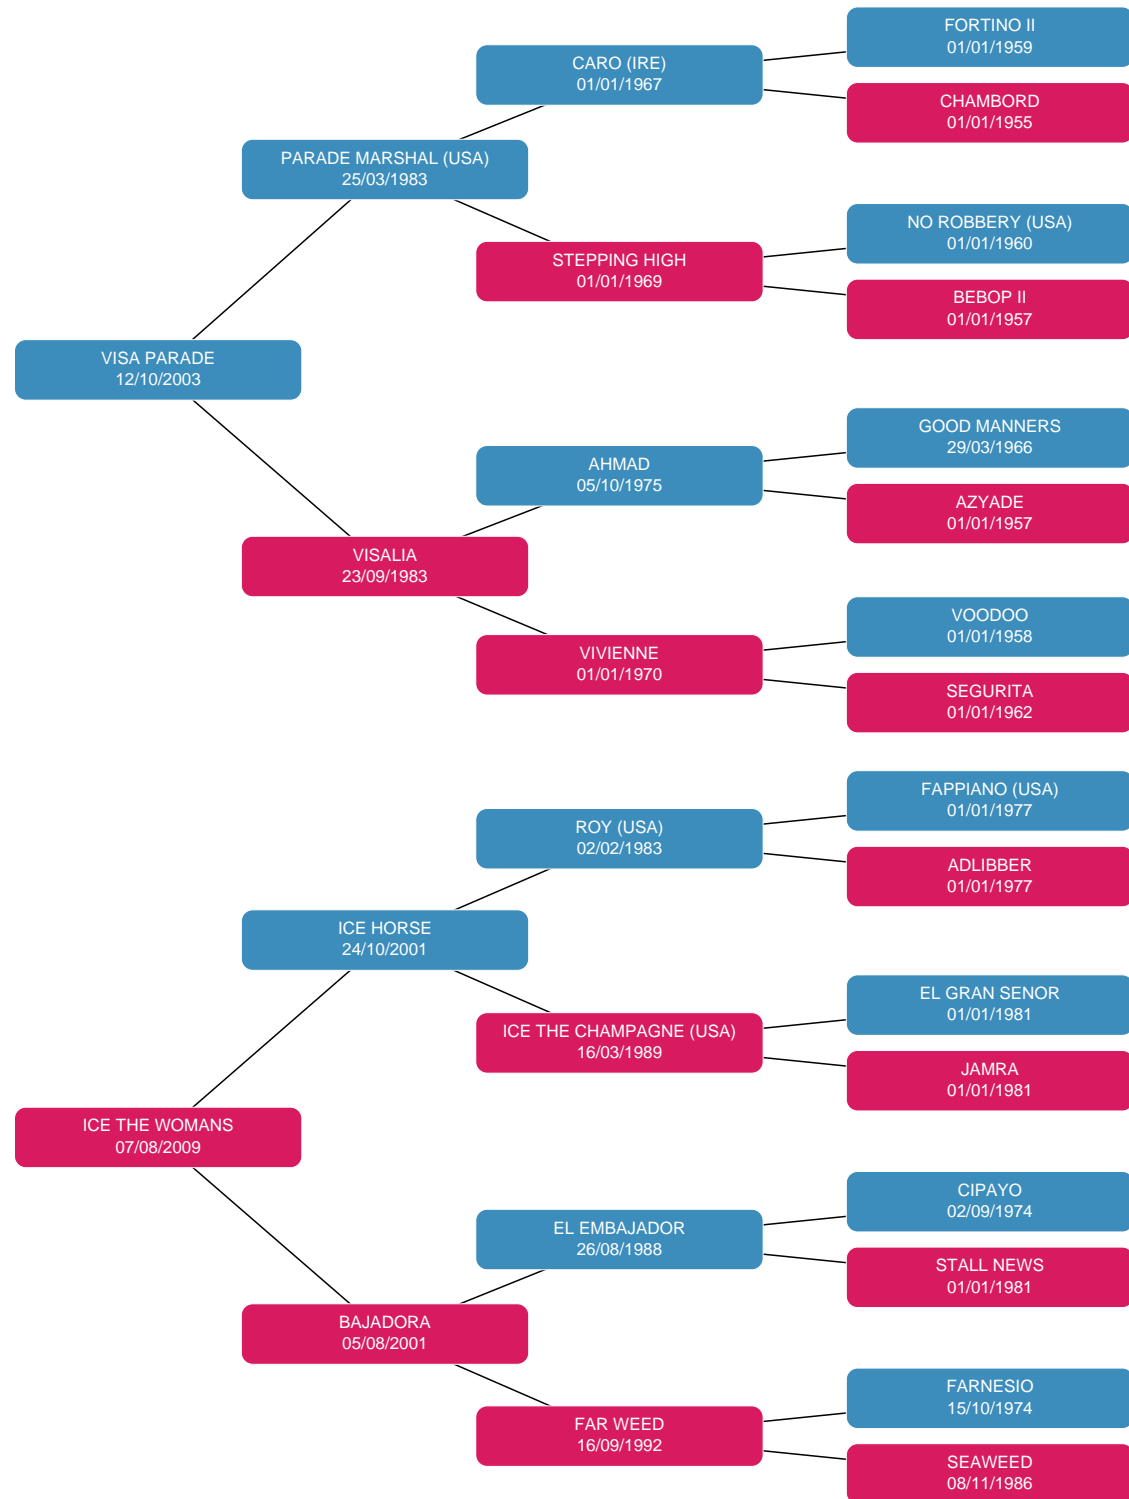 FORTINO II
01/01/1959
CARO (IRE)
01/01/1967
CHAMBORD
01/01/1955
PARADE MARSHAL (USA)
25/03/1983
NO ROBBERY (USA)
01/01/1960
STEPPING HIGH
01/01/1969
BEBOP II
01/01/1957
VISA PARADE
12/10/2003
GOOD MANNERS
29/03/1966
AHMAD
05/10/1975
AZYADE
01/01/1957
VISALIA
23/09/1983
VOODOO
01/01/1958
VIVIENNE
01/01/1970
SEGURITA
01/01/1962
FAPPIANO (USA)
01/01/1977
ROY (USA)
02/02/1983
ADLIBBER
01/01/1977
ICE HORSE
24/10/2001
EL GRAN SENOR
01/01/1981
ICE THE CHAMPAGNE (USA)
16/03/1989
JAMRA
01/01/1981
ICE THE WOMANS
07/08/2009
CIPAYO
02/09/1974
EL EMBAJADOR
26/08/1988
STALL NEWS
01/01/1981
BAJADORA
05/08/2001
FARNESIO
15/10/1974
FAR WEED
16/09/1992
SEAWEED
08/11/1986